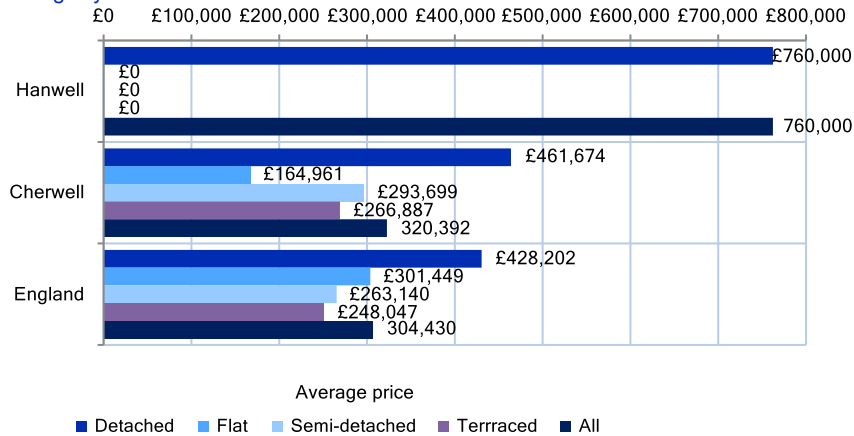 £0 £100,000 £200,000 £300,000 £400,000 £500,000 £600,000 £700,000 £800,000
£760,000
£0
Hanwell £0
£0
760,000
£461,674
£164,961
Cherwell £293,699
£266,887
320,392
£428,202
£301,449
England £263,140
£248,047
304,430
Average price
Detached Flat Semi-detached Terrraced All